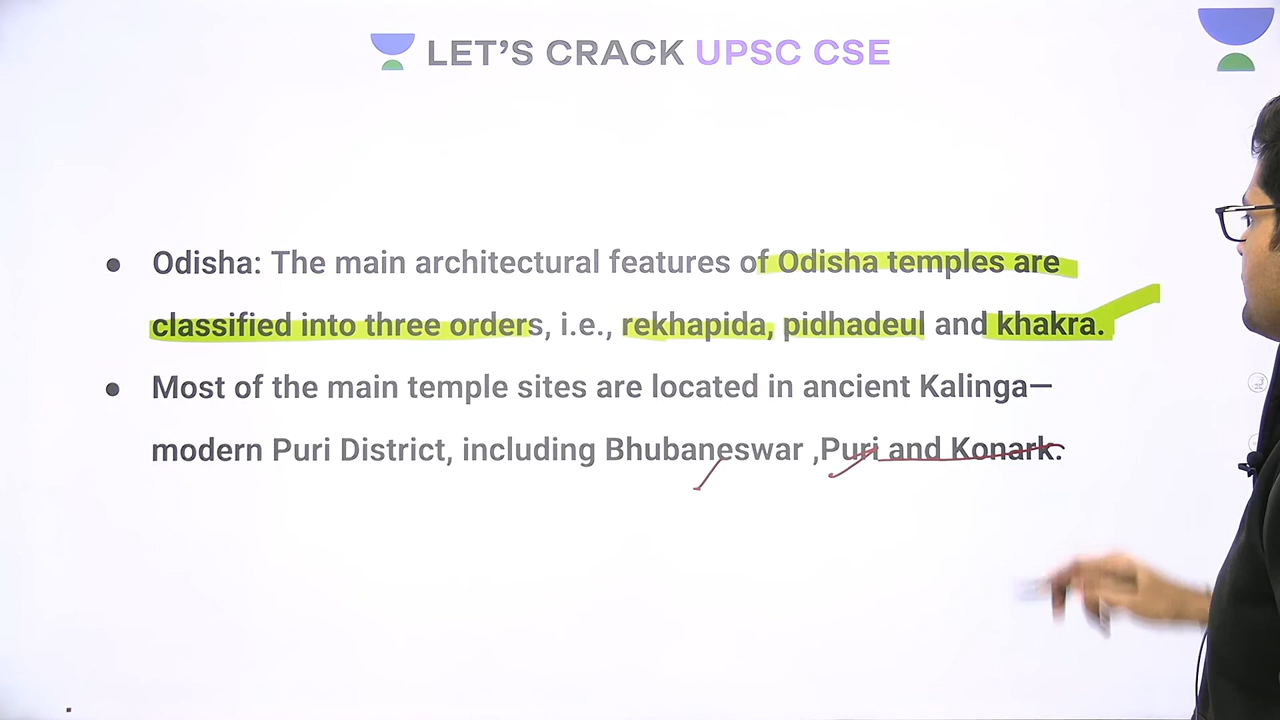 LET'S CRACK UPSC CSE
● Odisha: The main architectural features of Odisha temples are
classified into three orders, i.e., rekhapida, pidhadeul and khakra.
● Most of the main temple sites are located in ancient Kalinga—
modern Puri District, including Bhubaneswar ,Puri and Konark.